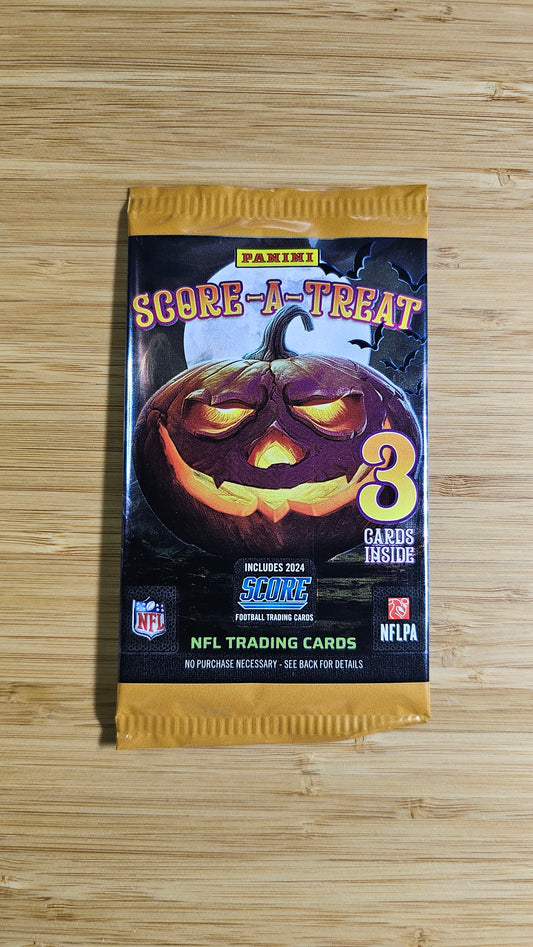 PANINI
SCORE-A-TREAT
3
CARDS
INSIDE
INCLUDES 2024
SCORE
FOOTBALL TRADING CARDS
NFL
NFLPA
NFL TRADING CARDS
NO PURCHASE NECESSARY - SEE BACK FOR DETAILS